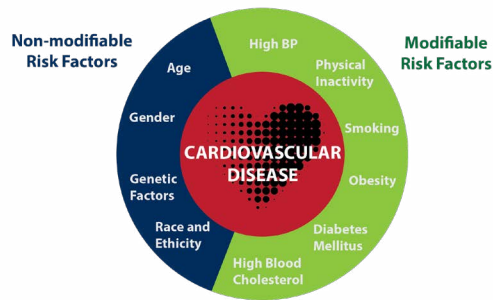 Non-modifiable
Risk Factors
Modifiable
Risk Factors
Age
Gender
Genetic
Factors
Race and
Ethicity
High BP
Physical
Inactivity
Smoking
Obesity
Diabetes
Mellitus
High Blood
Cholesterol
CARDIOVASCULAR
DISEASE